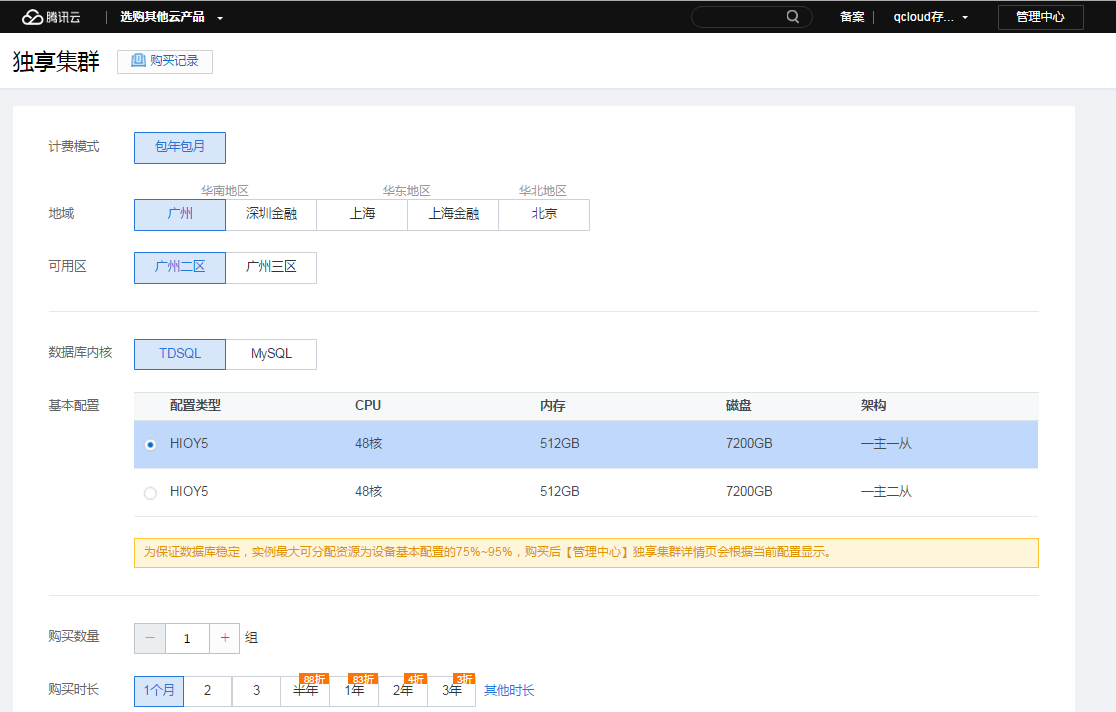 腾讯云 选购其他云产品 备案 qcloud存... 管理中心
独享集群 购买记录
计费模式 包年包月
华南地区 华东地区 华北地区
地域 广州 深圳金融 上海 上海金融 北京
可用区 广州二区 广州三区
数据库内核 TDSQL MySQL
基本配置 配置类型 CPU 内存 磁盘 架构
HIOY5 48核 512GB 7200GB 一主一从
HIOY5 48核 512GB 7200GB 一主二从
为保证数据库稳定，实例最大可分配资源为设备基本配置的75%~95%，购买后【管理中心】独享集群详情页会根据当前配置显示。
购买数量 − 1 + 组
88折 83折 4折 3折
购买时长 1个月 2 3 半年 1年 2年 3年 其他时长